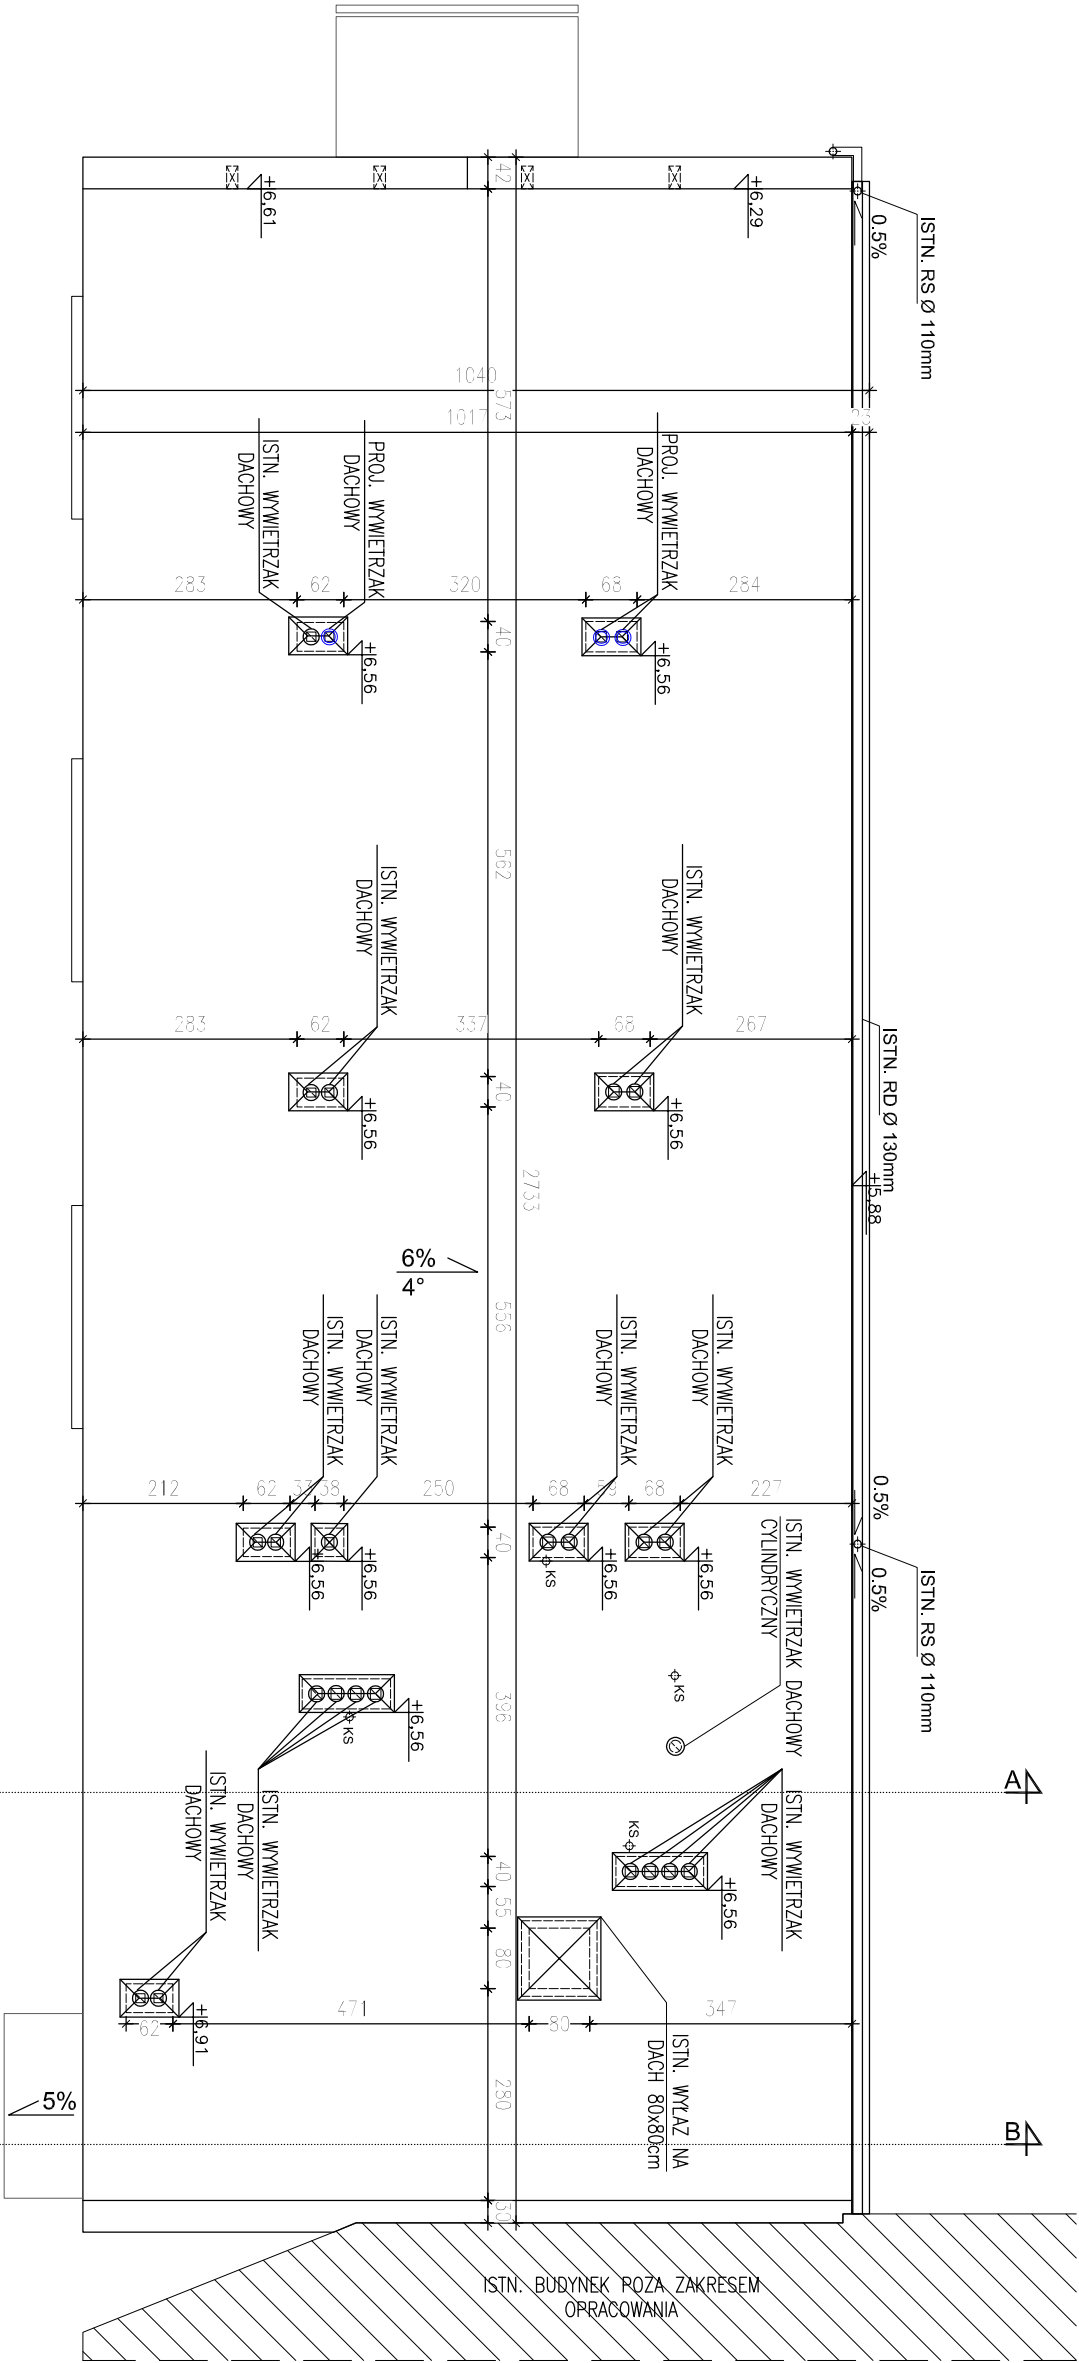 ISTN. RS Ø 110mm
0.5%
+6,61
+6,29
42
1040
573
1017
23
ISTN. WYWIETRZAK
DACHOWY
PROJ. WYWIETRZAK
DACHOWY
PROJ. WYWIETRZAK
DACHOWY
283
62
320
68
284
40
+6,56
+6,56
562
ISTN. WYWIETRZAK
DACHOWY
ISTN. WYWIETRZAK
DACHOWY
283
62
337
68
267
ISTN. RD Ø 130mm
40
+6,56
+6,56
+5,88
2733
6%
4°
556
ISTN. WYWIETRZAK
DACHOWY
ISTN. WYWIETRZAK
DACHOWY
ISTN. WYWIETRZAK
DACHOWY
ISTN. WYWIETRZAK
DACHOWY
212
62
38
250
68
59
68
227
0.5%
0.5%
ISTN. RS Ø 110mm
40
+6,56
+6,56
+6,56
+6,56
KS
ISTN. WYWIETRZAK DACHOWY
CYLINDRYCZNY
KS
396
+6,56
KS
A
ISTN. WYWIETRZAK
DACHOWY
ISTN. WYWIETRZAK
DACHOWY
ISTN. WYWIETRZAK
DACHOWY
KS
40
+6,56
55
80
+6,91
62
471
80
347
ISTN. WYŁAZ NA
DACH 80x80cm
280
5%
B
30
ISTN. BUDYNEK POZA ZAKRESEM
OPRACOWANIA